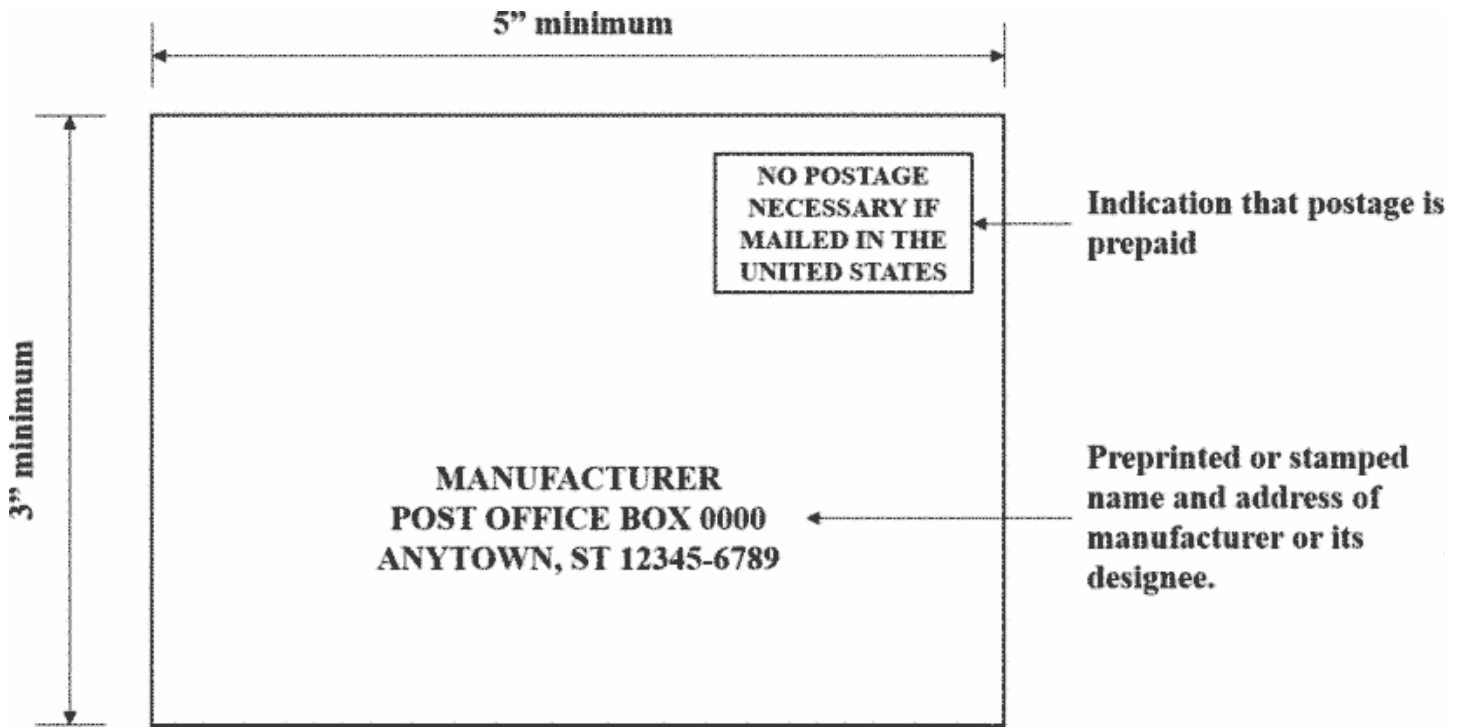 5” minimum
NO POSTAGE
NECESSARY IF
MAILED IN THE
UNITED STATES
Indication that postage is
prepaid
3” minimum
MANUFACTURER
POST OFFICE BOX 0000
ANYTOWN, ST 12345-6789
Preprinted or stamped
name and address of
manufacturer or its
designee.